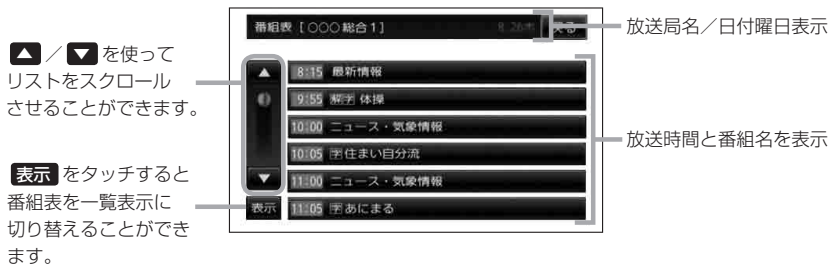 番組表 [○○○総合1] 8/26木 戻る
放送局名／日付曜日表示
▲ ／ ▼ を使って
リストをスクロール
させることができます。
8:15 最新情報
9:55 解字 体操
10:00 ニュース・気象情報
10:05 字住まい自分流
11:00 ニュース・気象情報
11:05 字あにまる
表示
放送時間と番組名を表示
表示 をタッチすると
番組表を一覧表示に
切り替えることができ
ます。